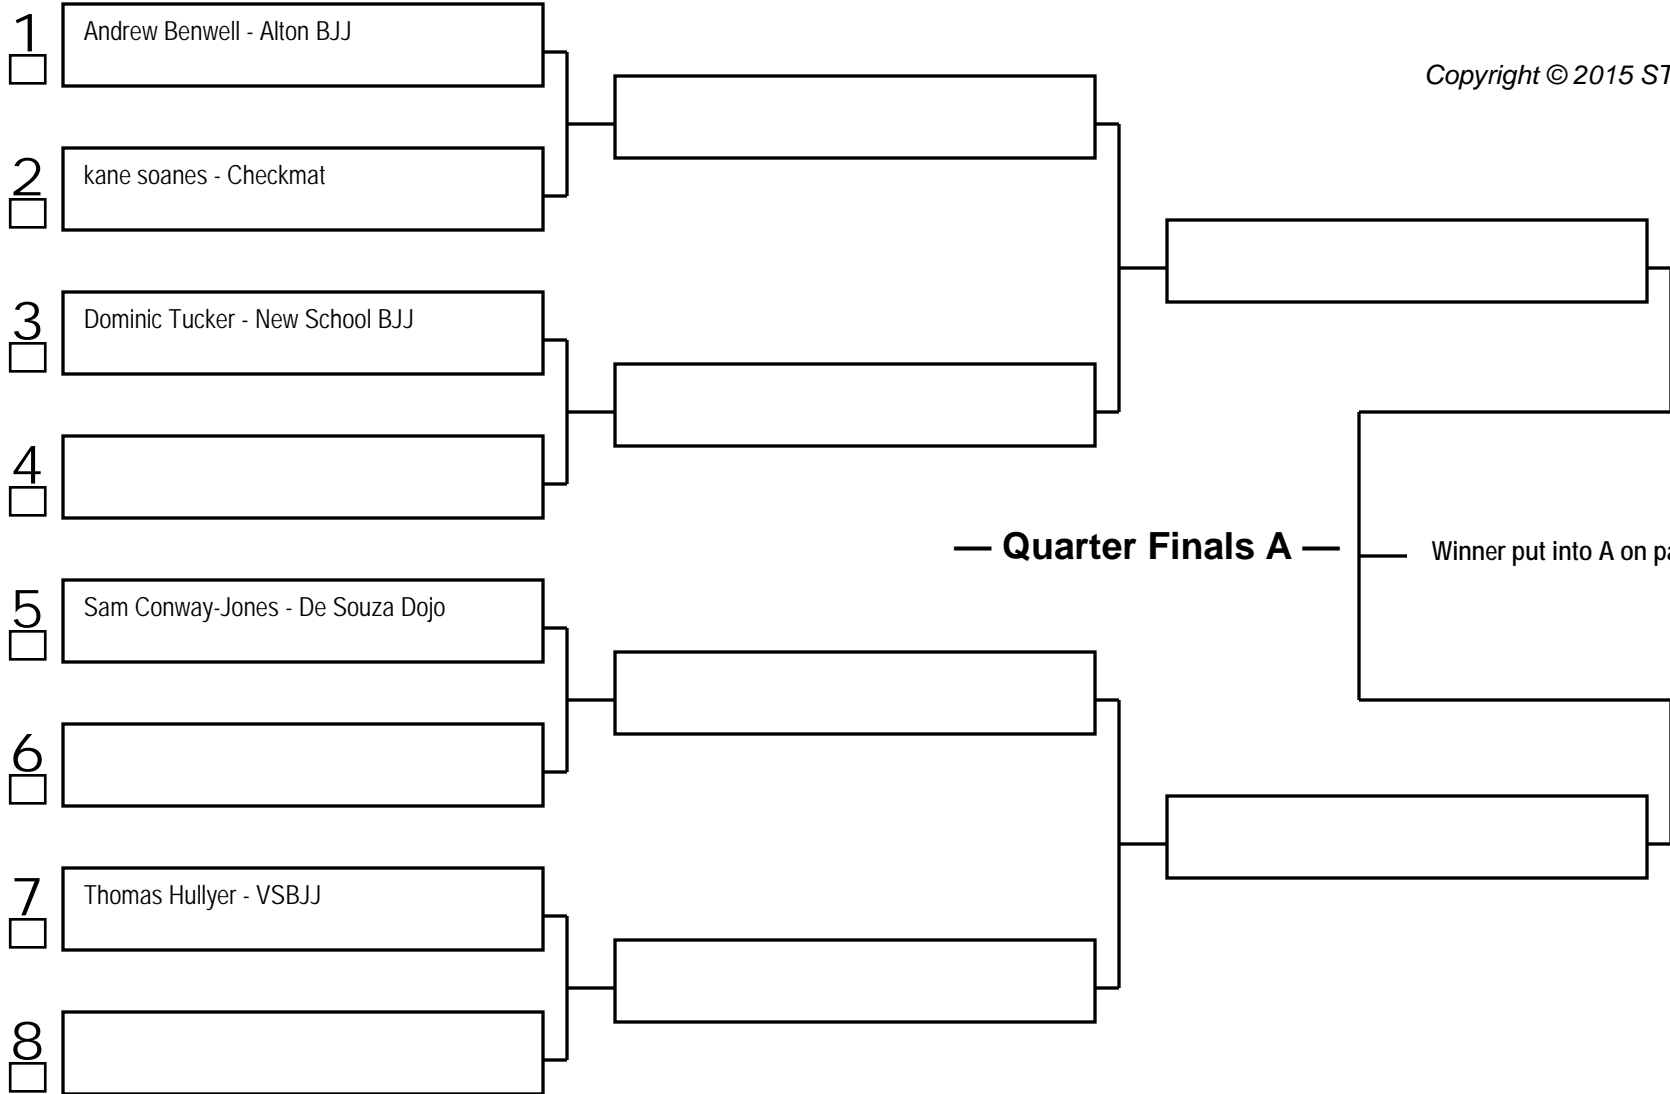 1
Andrew Benwell - Alton BJJ
Copyright © 2015 ST
2
kane soanes - Checkmat
3
Dominic Tucker - New School BJJ
4
— Quarter Finals A —
Winner put into A on pa
5
Sam Conway-Jones - De Souza Dojo
6
7
Thomas Hullyer - VSBJJ
8